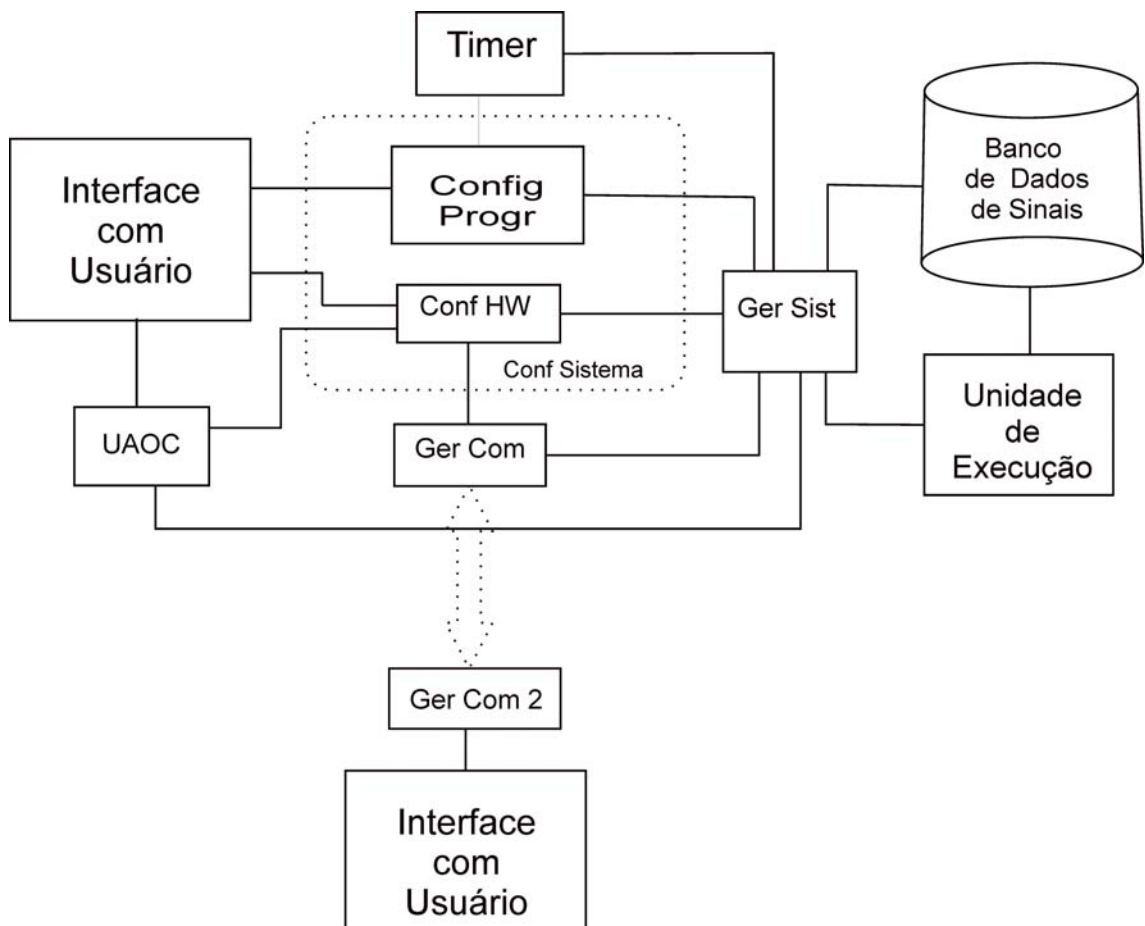 Timer
Interface
com
Usuário
Config
Progr
Banco
de Dados
de Sinais
Conf HW
Ger Sist
Conf Sistema
UAOC
Ger Com
Unidade
de
Execução
Ger Com 2
Interface
com
Usuário